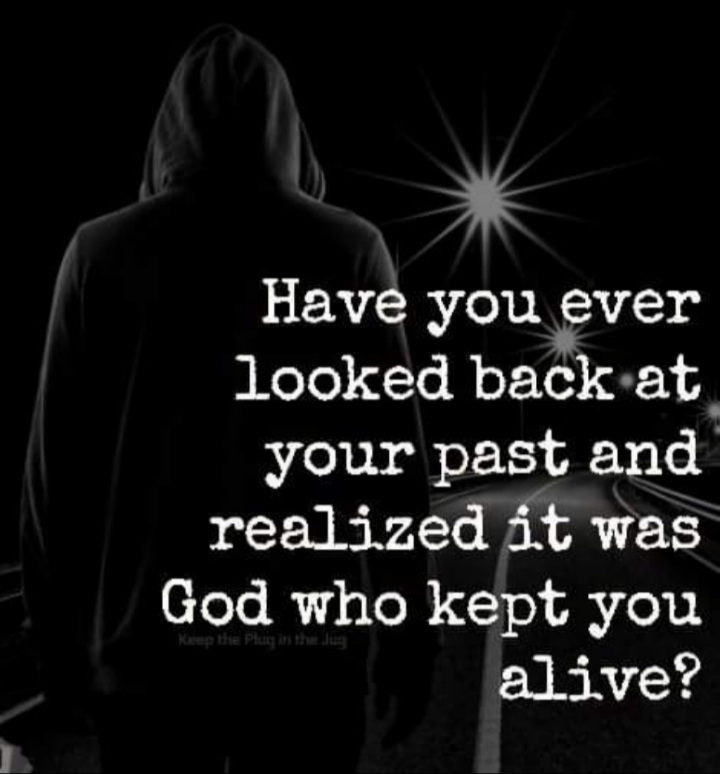 Have you ever
looked back at
your past and
realized it was
God who kept you
Keep the Plug in the Jug
alive?